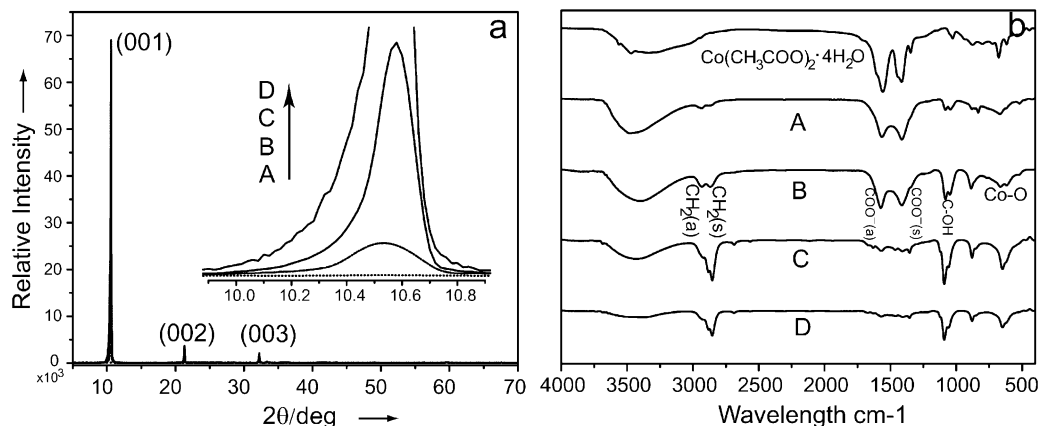 a
70
60
50
40
30
20
10
0
×10³
Relative Intensity
(001)
(002)
(003)
D
C
B
A
10.0
10.2
10.4
10.6
10.8
10
20
30
40
50
60
70
2θ/deg
b
Co(CH₃COO)₂·4H₂O
A
B
CH₂(a)
CH₂(s)
COO⁻(a)
COO⁻(s)
C-OH
Co-O
C
D
4000
3500
3000
2500
2000
1500
1000
500
Wavelength cm-1